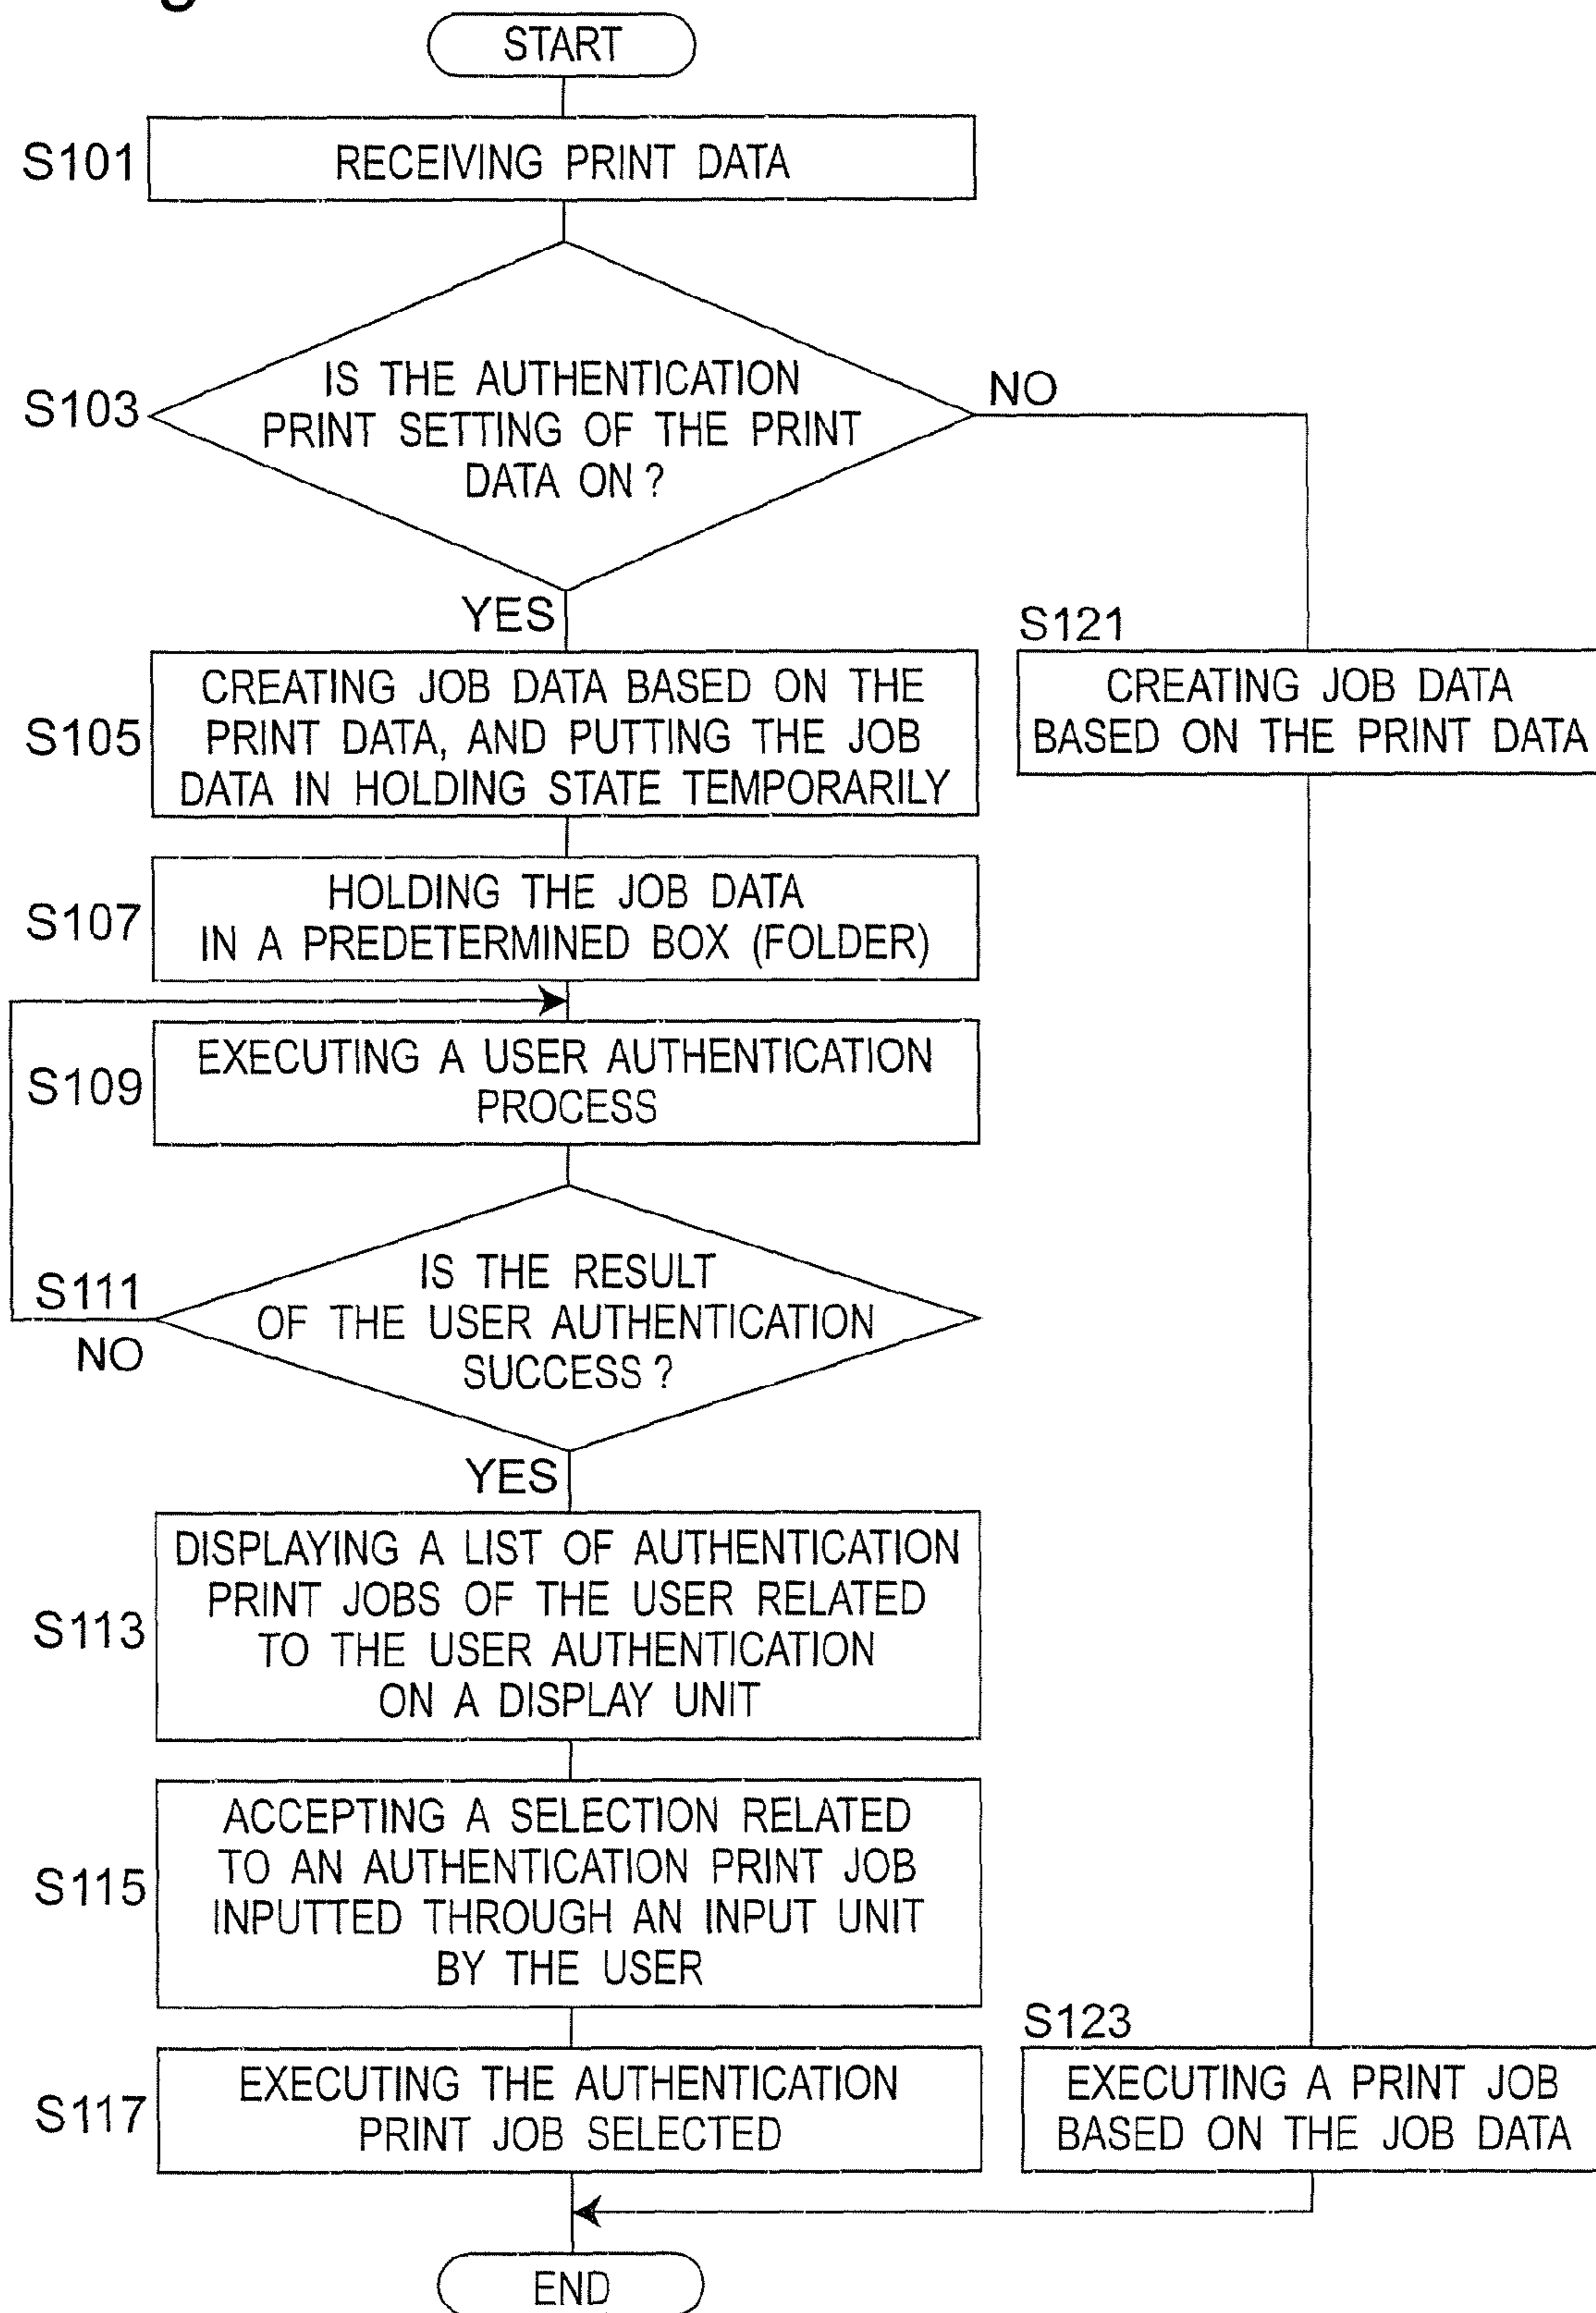 START
S101
RECEIVING PRINT DATA
S103
IS THE AUTHENTICATION
PRINT SETTING OF THE PRINT
DATA ON ?
NO
YES
S105
CREATING JOB DATA BASED ON THE
PRINT DATA, AND PUTTING THE JOB
DATA IN HOLDING STATE TEMPORARILY
S121
CREATING JOB DATA
BASED ON THE PRINT DATA
S107
HOLDING THE JOB DATA
IN A PREDETERMINED BOX (FOLDER)
S109
EXECUTING A USER AUTHENTICATION
PROCESS
S111
NO
IS THE RESULT
OF THE USER AUTHENTICATION
SUCCESS ?
YES
S113
DISPLAYING A LIST OF AUTHENTICATION
PRINT JOBS OF THE USER RELATED
TO THE USER AUTHENTICATION
ON A DISPLAY UNIT
S115
ACCEPTING A SELECTION RELATED
TO AN AUTHENTICATION PRINT JOB
INPUTTED THROUGH AN INPUT UNIT
BY THE USER
S117
EXECUTING THE AUTHENTICATION
PRINT JOB SELECTED
S123
EXECUTING A PRINT JOB
BASED ON THE JOB DATA
END